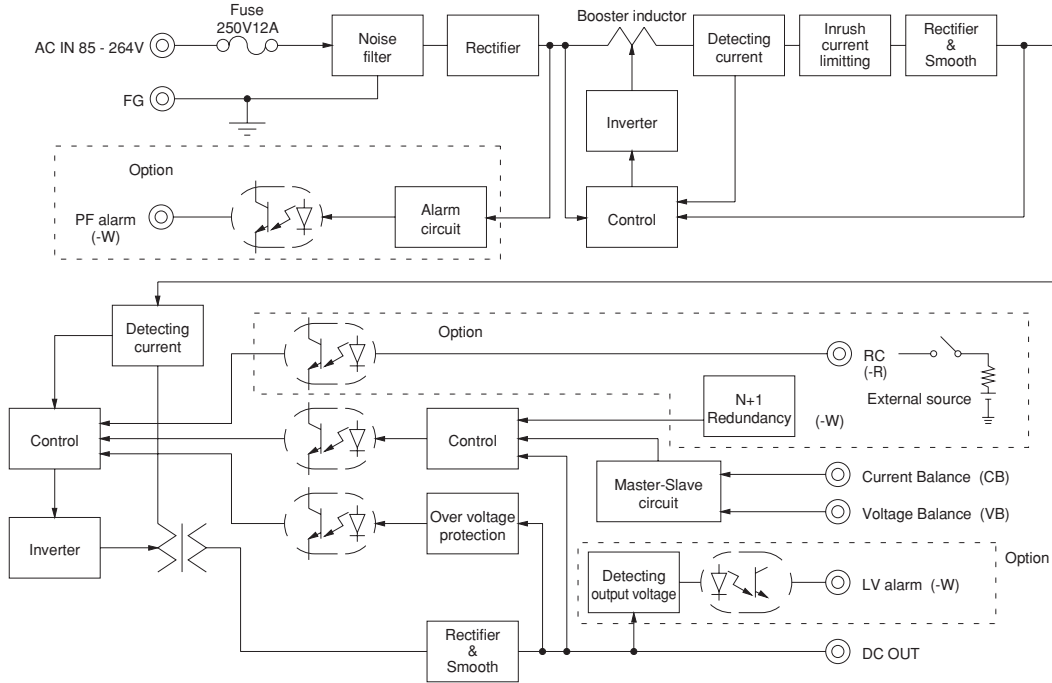 Fuse
250V12A
AC IN 85 - 264V
Noise
filter
Rectifier
Booster inductor
Detecting
current
Inrush
current
limitting
Rectifier
&
Smooth
FG
Inverter
Option
PF alarm
(-W)
Alarm
circuit
Control
Detecting
current
Option
RC
(-R)
External source
N+1
Redundancy
(-W)
Control
Control
Master-Slave
circuit
Current Balance (CB)
Voltage Balance (VB)
Inverter
Over voltage
protection
Option
Detecting
output voltage
LV alarm (-W)
Rectifier
&
Smooth
DC OUT